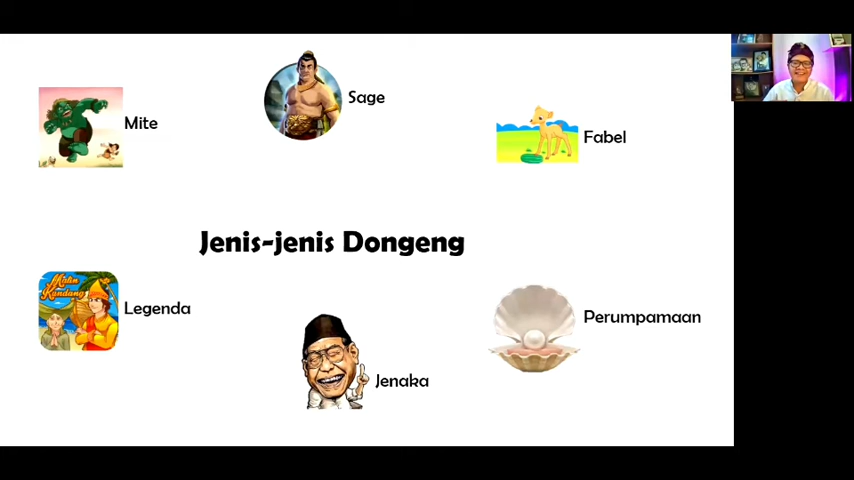 Sage
Mite
Fabel
Jenis-jenis Dongeng
Malin
Kundang
Legenda
Perumpamaan
Jenaka